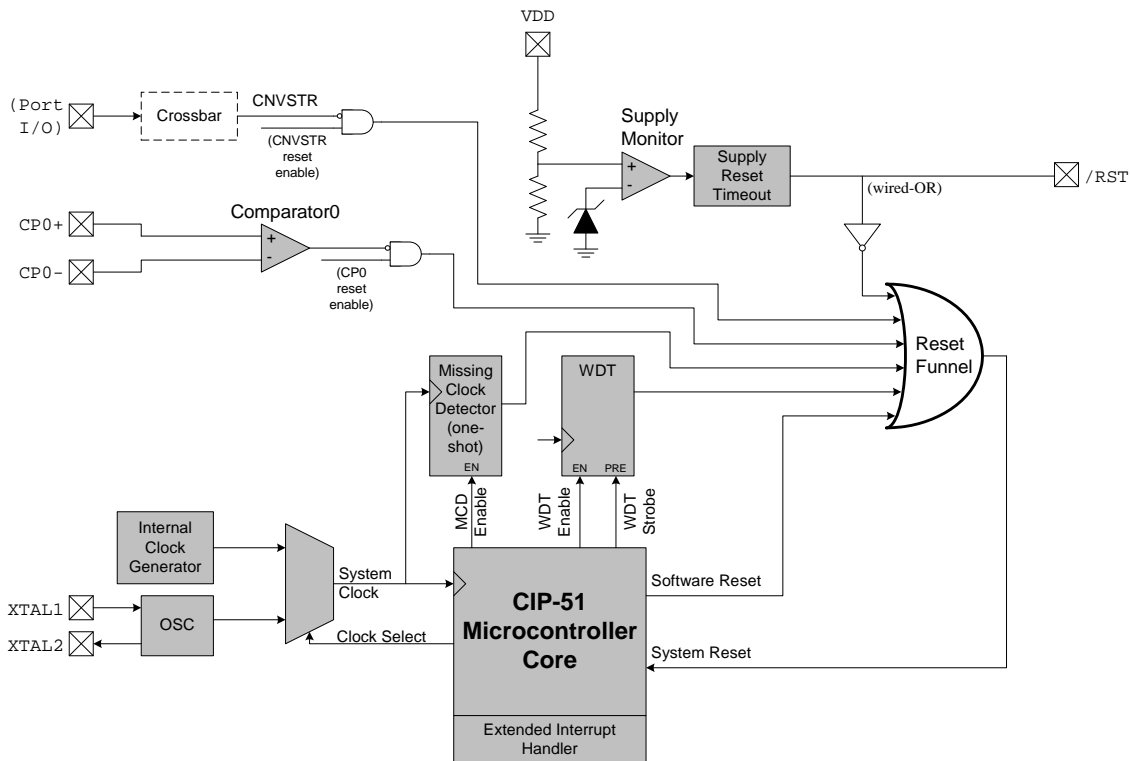 VDD
(Port
I/O)
Crossbar
CNVSTR
(CNVSTR
reset
enable)
Supply
Monitor
+
-
Supply
Reset
Timeout
(wired-OR)
/RST
CP0+
CP0-
Comparator0
+
-
(CP0
reset
enable)
Reset
Funnel
Missing
Clock
Detector
(one-
shot)
EN
WDT
EN
PRE
MCD
Enable
WDT
Enable
WDT
Strobe
Internal
Clock
Generator
System
Clock
XTAL1
XTAL2
OSC
Clock Select
CIP-51
Microcontroller
Core
Software Reset
System Reset
Extended Interrupt
Handler